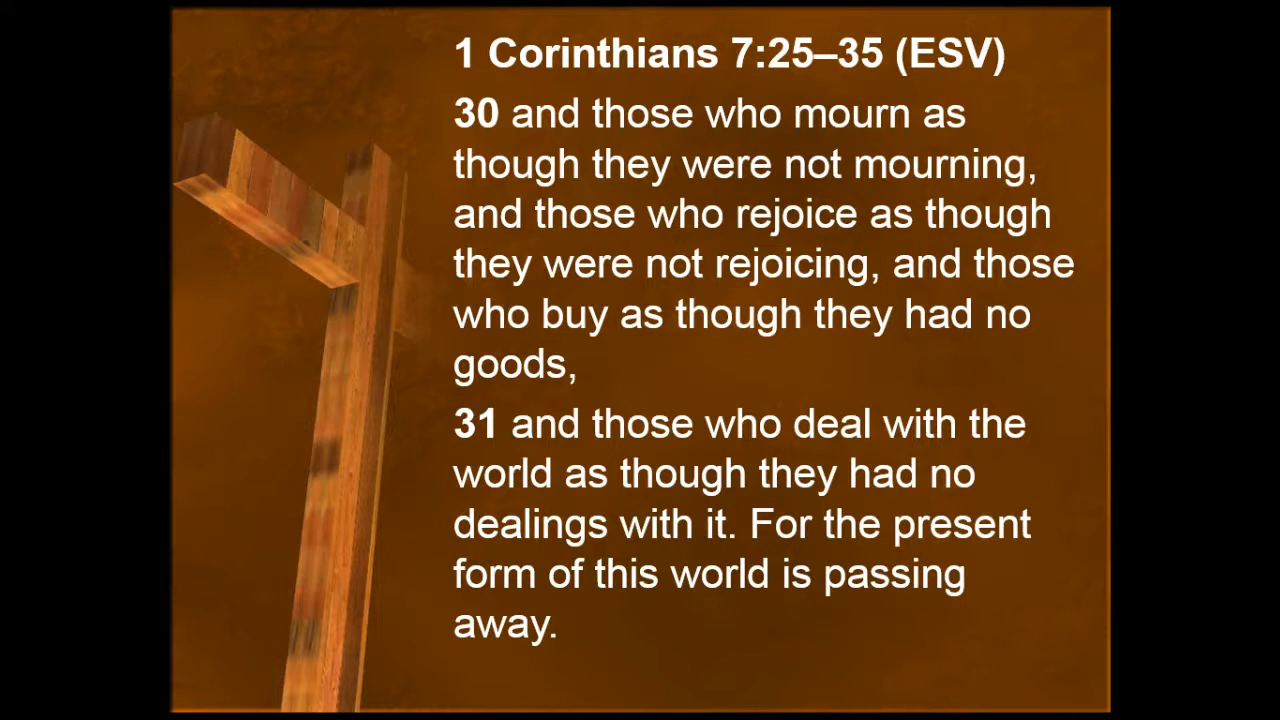 1 Corinthians 7:25–35 (ESV)
30 and those who mourn as
though they were not mourning,
and those who rejoice as though
they were not rejoicing, and those
who buy as though they had no
goods,
31 and those who deal with the
world as though they had no
dealings with it. For the present
form of this world is passing
away.